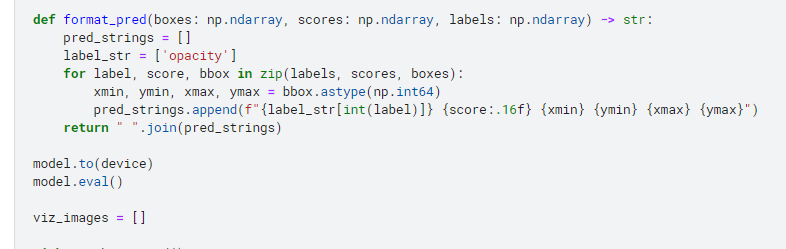 def format_pred(boxes: np.ndarray, scores: np.ndarray, labels: np.ndarray) -> str:
    pred_strings = []
    label_str = ['opacity']
    for label, score, bbox in zip(labels, scores, boxes):
        xmin, ymin, xmax, ymax = bbox.astype(np.int64)
        pred_strings.append(f"{label_str[int(label)]} {score:.16f} {xmin} {ymin} {xmax} {ymax}")
    return " ".join(pred_strings)

model.to(device)
model.eval()

viz_images = []